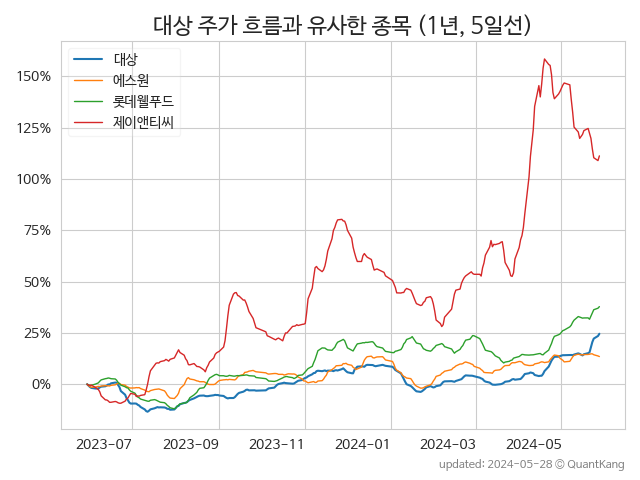 대상 주가 흐름과 유사한 종목 (1년, 5일선)
대상
에스원
롯데웰푸드
제이앤티씨
150%
125%
100%
75%
50%
25%
0%
2023-07 2023-09 2023-11 2024-01 2024-03 2024-05
updated: 2024-05-28 © QuantKang